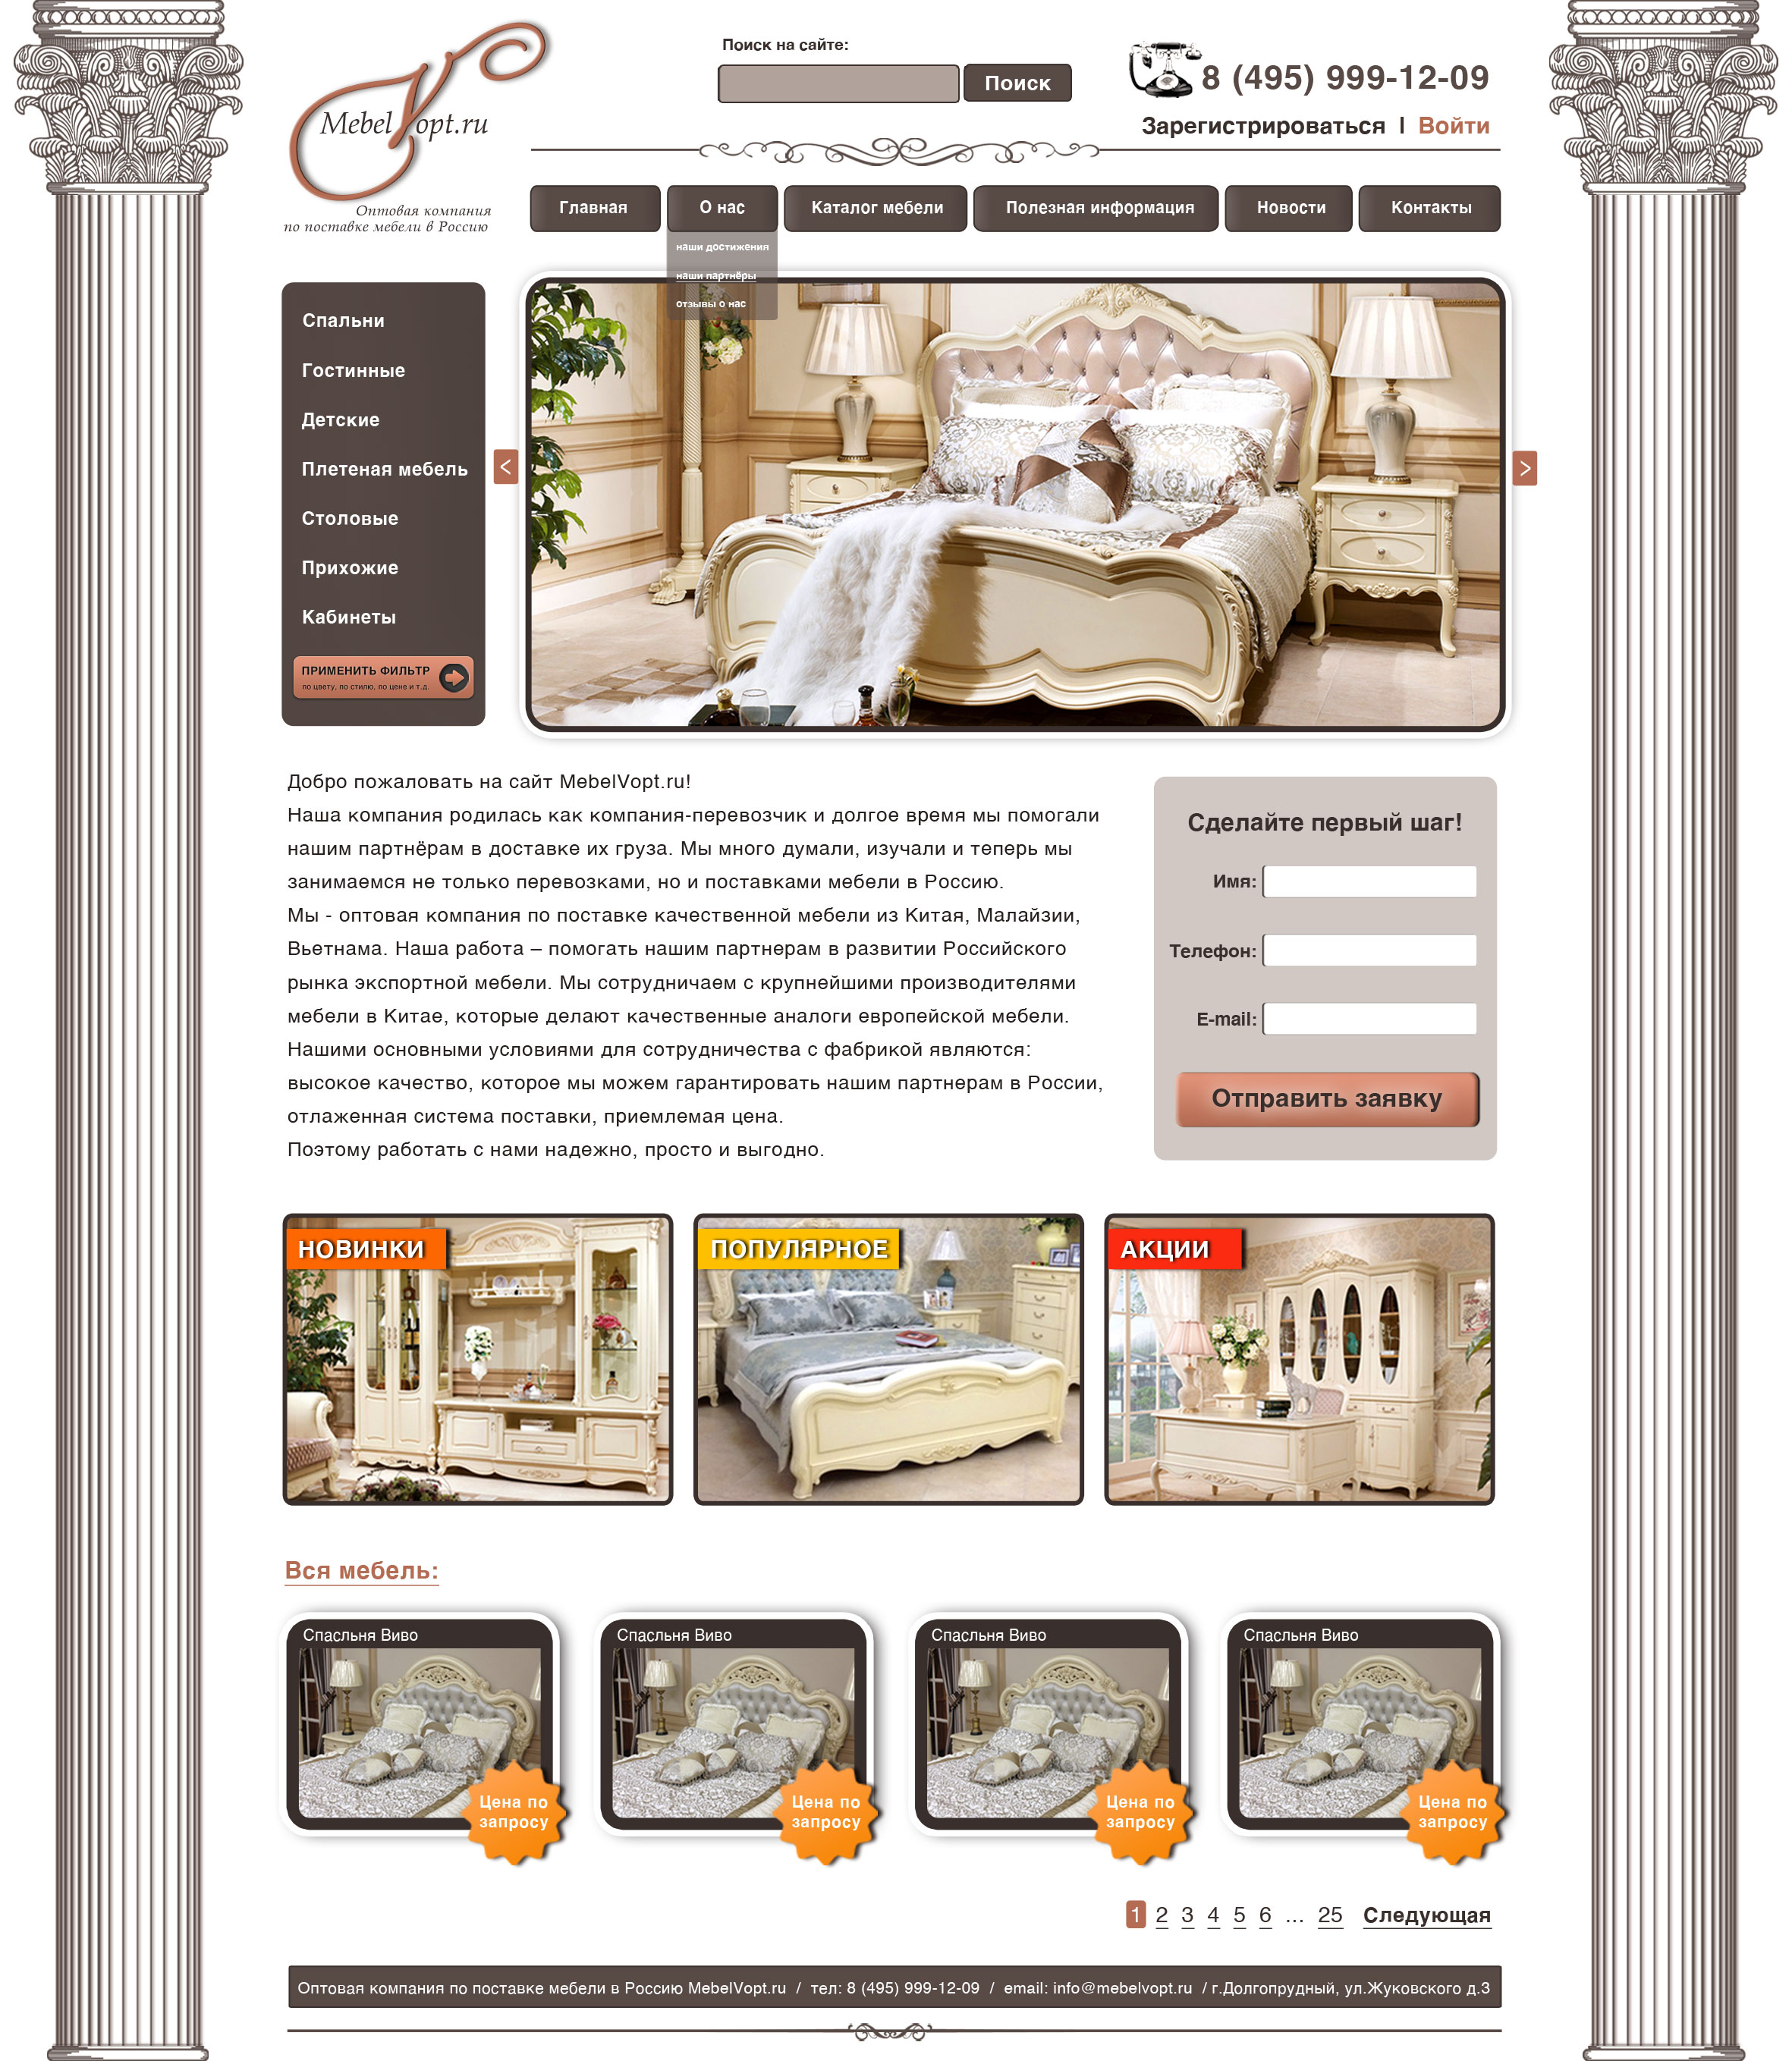 Mebel Vopt.ru
Оптовая компания
по поставке мебели в Россию
Поиск на сайте:
Поиск
8 (495) 999-12-09
Зарегистрироваться | Войти
Главная
О нас
Каталог мебели
Полезная информация
Новости
Контакты
наши достижения
наши партнёры
отзывы о нас
Спальни
Гостинные
Детские
Плетеная мебель
Столовые
Прихожие
Кабинеты
ПРИМЕНИТЬ ФИЛЬТР
по цвету, по стилю, по цене и т.д.
<
>
Добро пожаловать на сайт MebelVopt.ru!
Наша компания родилась как компания-перевозчик и долгое время мы помогали
нашим партнёрам в доставке их груза. Мы много думали, изучали и теперь мы
занимаемся не только перевозками, но и поставками мебели в Россию.
Мы - оптовая компания по поставке качественной мебели из Китая, Малайзии,
Вьетнама. Наша работа – помогать нашим партнерам в развитии Российского
рынка экспортной мебели. Мы сотрудничаем с крупнейшими производителями
мебели в Китае, которые делают качественные аналоги европейской мебели.
Нашими основными условиями для сотрудничества с фабрикой являются:
высокое качество, которое мы можем гарантировать нашим партнерам в России,
отлаженная система поставки, приемлемая цена.
Поэтому работать с нами надежно, просто и выгодно.
Сделайте первый шаг!
Имя:
Телефон:
E-mail:
Отправить заявку
НОВИНКИ
ПОПУЛЯРНОЕ
АКЦИИ
Вся мебель:
Спасльня Виво
Цена по
запросу
Спасльня Виво
Цена по
запросу
Спасльня Виво
Цена по
запросу
Спасльня Виво
Цена по
запросу
1 2 3 4 5 6 ... 25 Следующая
Оптовая компания по поставке мебели в Россию MebelVopt.ru / тел: 8 (495) 999-12-09 / email: info@mebelvopt.ru / г.Долгопрудный, ул.Жуковского д.3